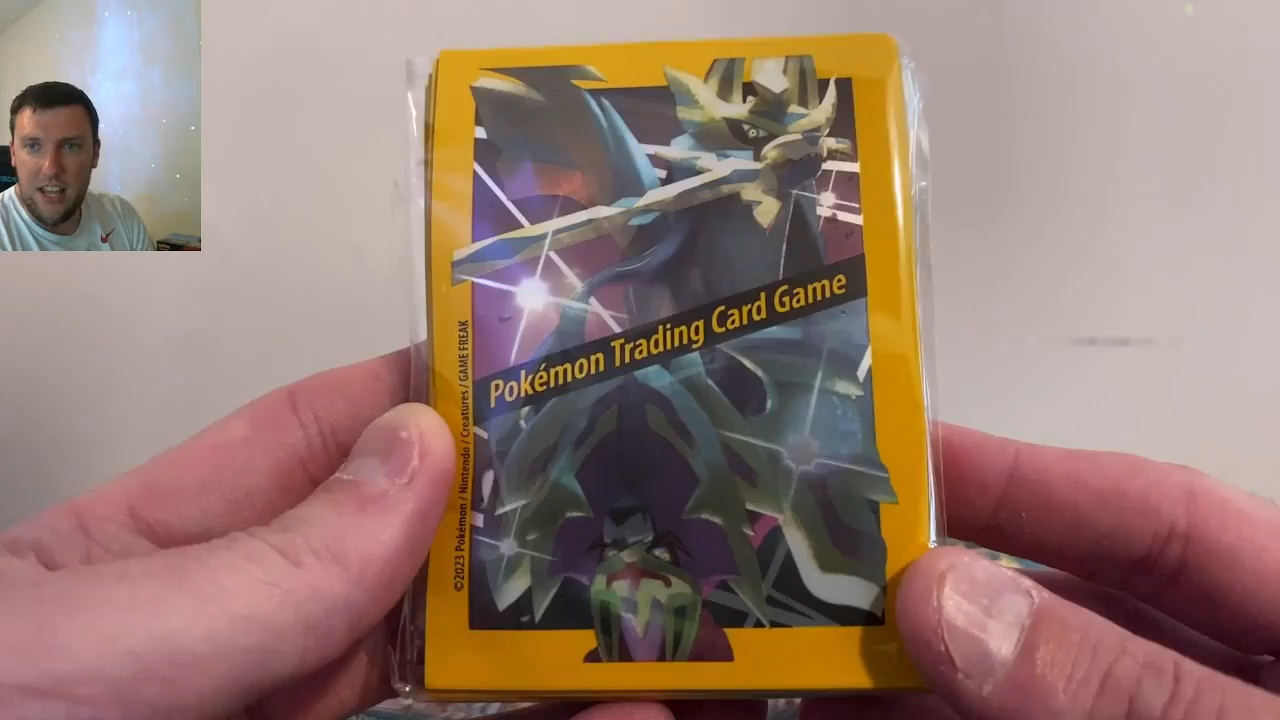 Pokémon Trading Card Game
©2023 Pokémon / Nintendo / Creatures / GAME FREAK